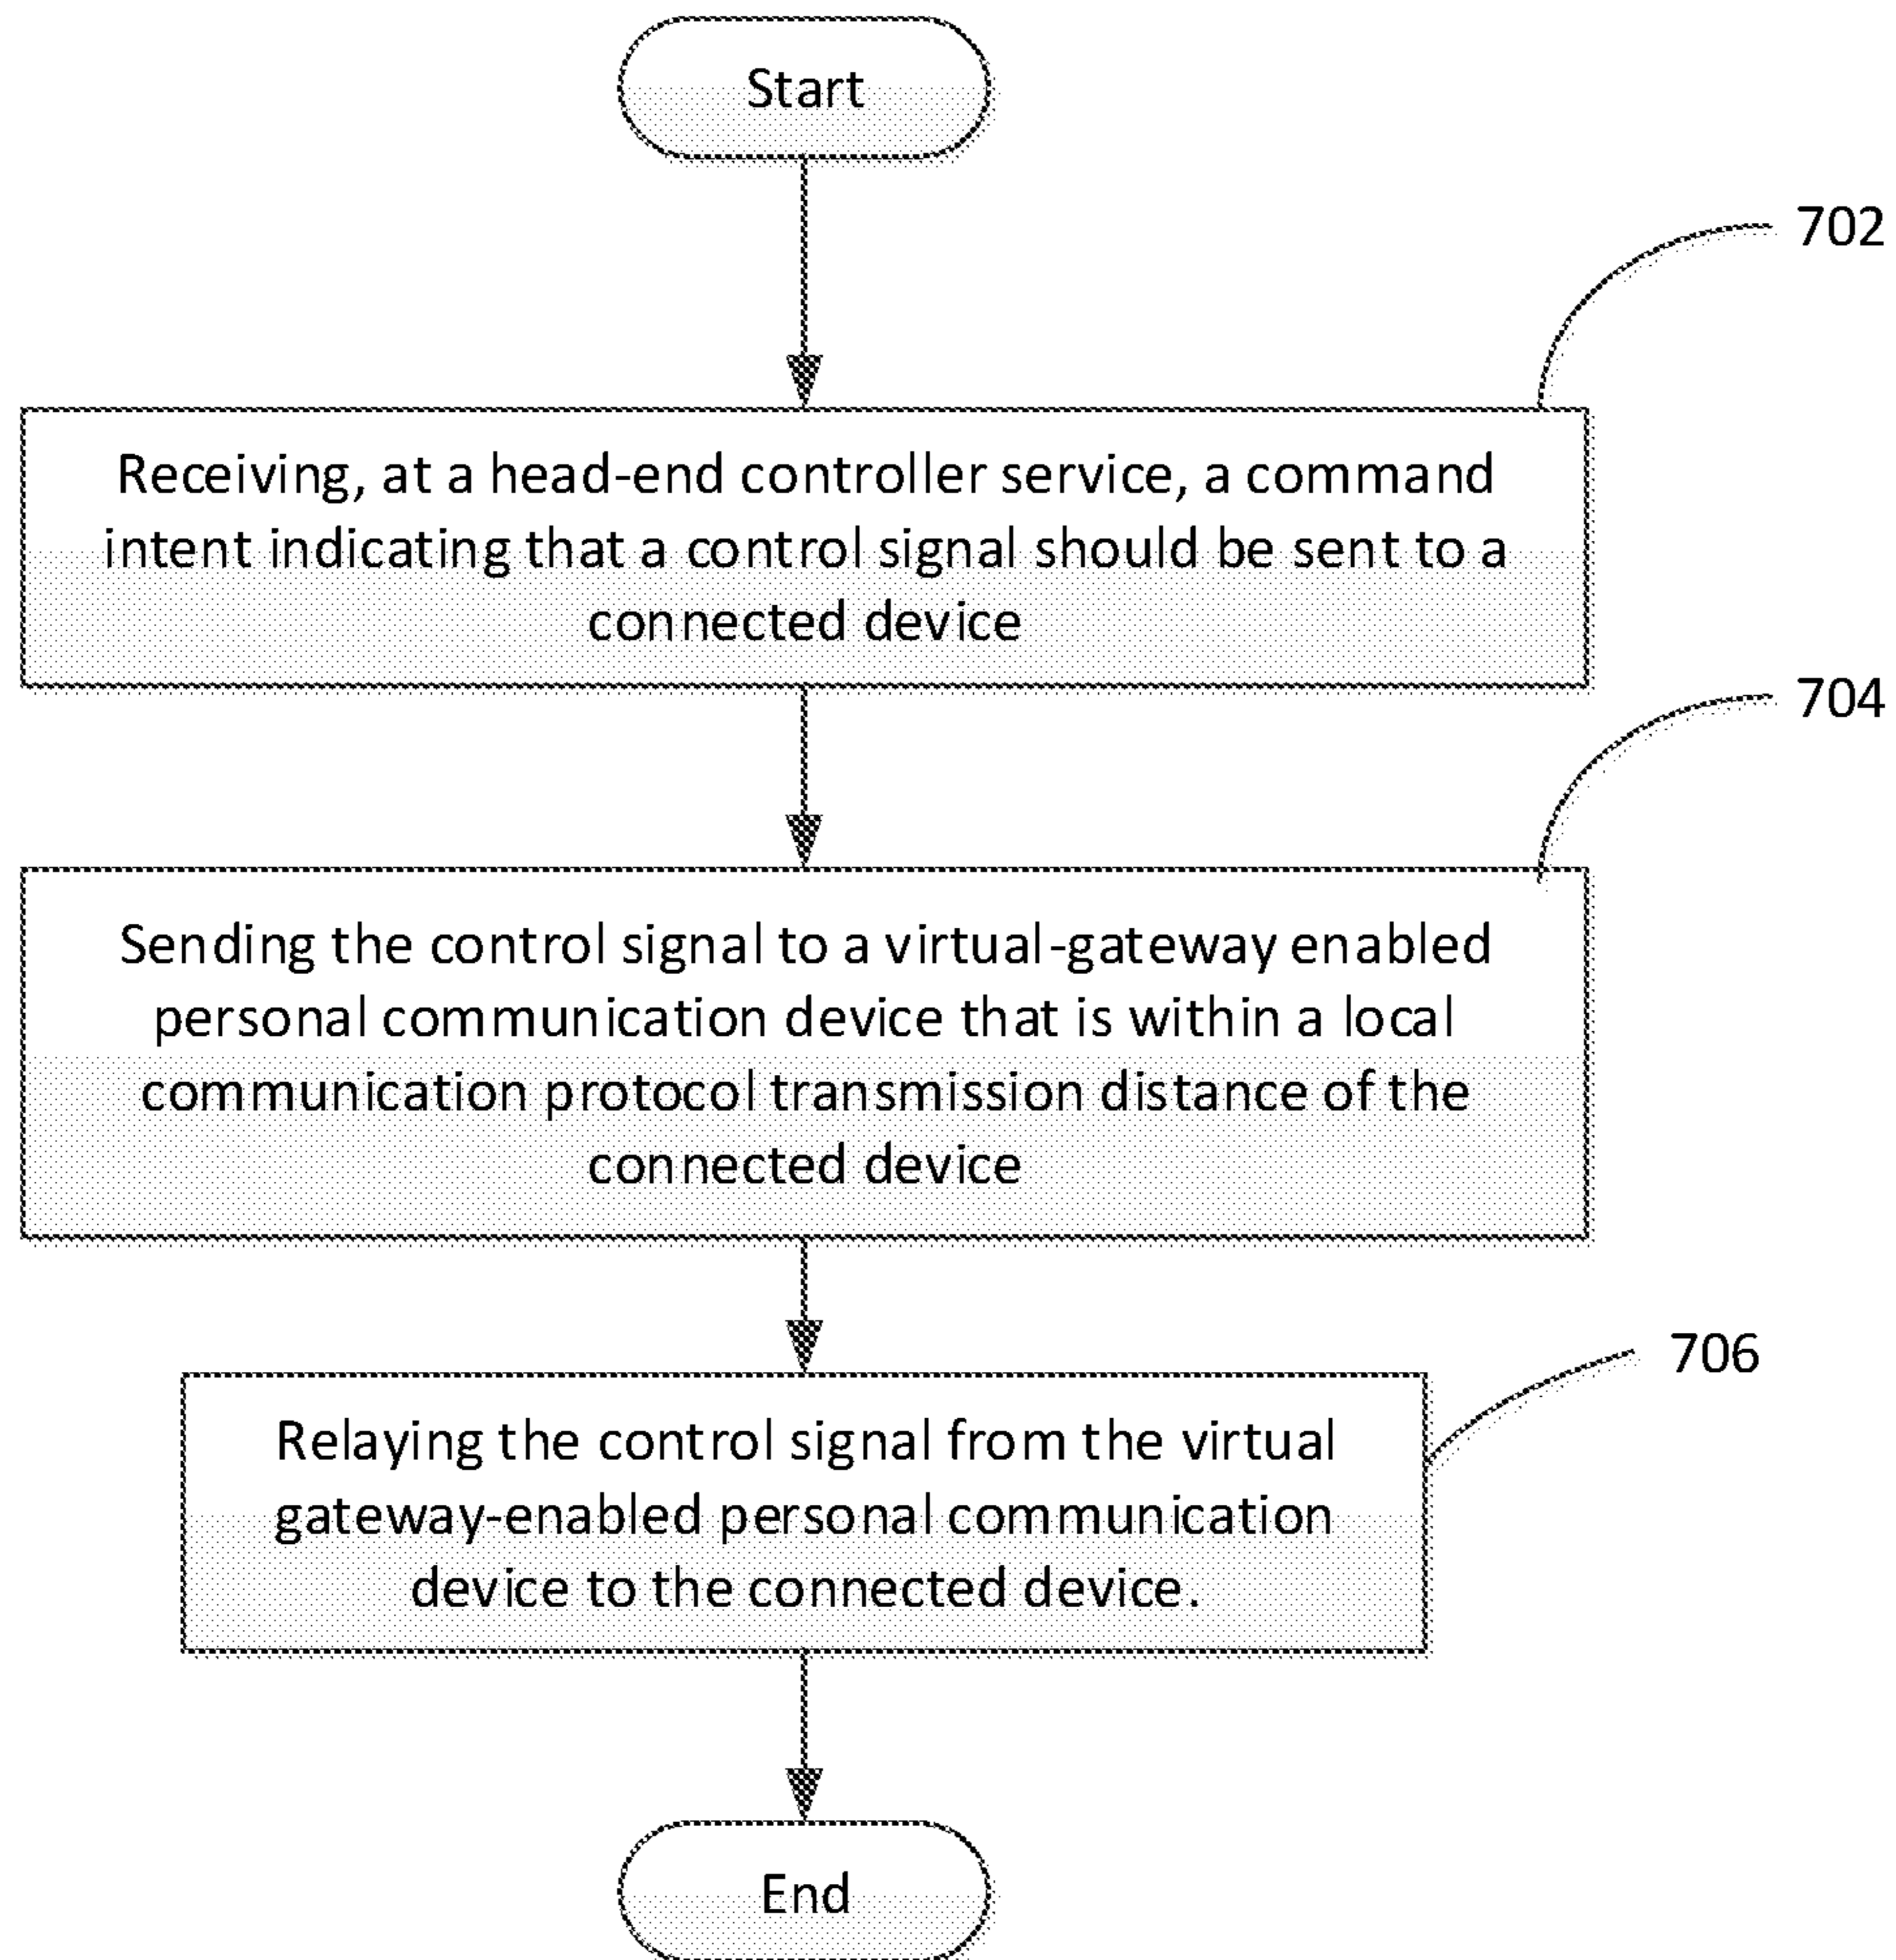 Start
702
Receiving, at a head-end controller service, a command
intent indicating that a control signal should be sent to a
connected device
704
Sending the control signal to a virtual-gateway enabled
personal communication device that is within a local
communication protocol transmission distance of the
connected device
706
Relaying the control signal from the virtual
gateway-enabled personal communication
device to the connected device.
End